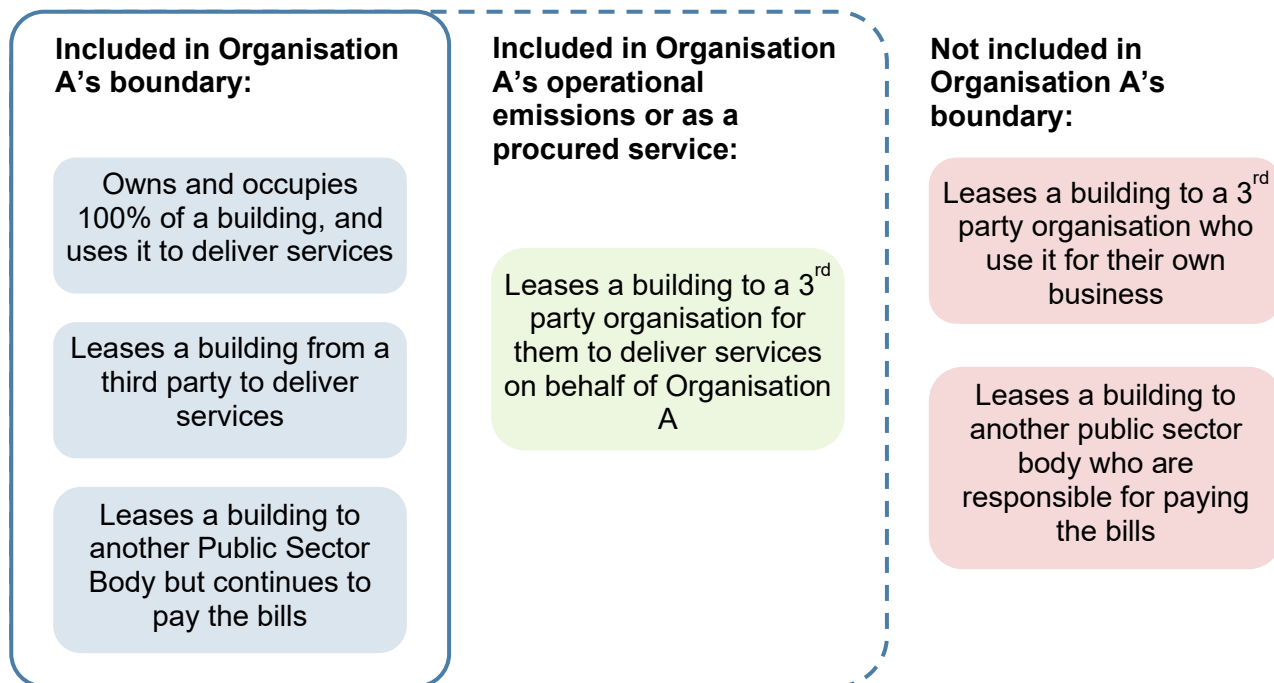 Included in Organisation
A’s boundary:
Owns and occupies
100% of a building, and
uses it to deliver services
Leases a building from a
third party to deliver
services
Leases a building to
another Public Sector
Body but continues to
pay the bills
Included in Organisation
A’s operational
emissions or as a
procured service:
Leases a building to a 3rd
party organisation for
them to deliver services
on behalf of Organisation
A
Not included in
Organisation A’s
boundary:
Leases a building to a 3rd
party organisation who
use it for their own
business
Leases a building to
another public sector
body who are
responsible for paying
the bills